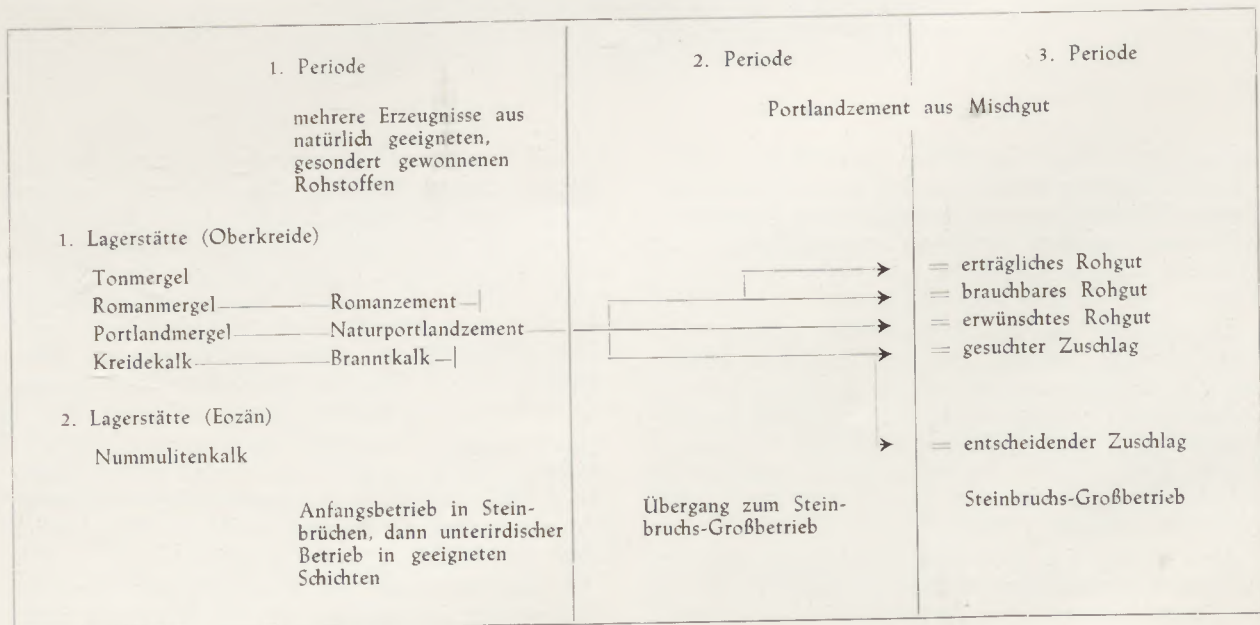 1. Periode
mehrere Erzeugnisse aus
natürlich geeigneten,
gesondert gewonnenen
Rohstoffen
2. Periode
3. Periode
Portlandzement aus Mischgut
1. Lagerstätte (Oberkreide)
Tonmergel = erträgliches Rohgut
Romanmergel Romanzement = brauchbares Rohgut
Portlandmergel Naturportlandzement = erwünschtes Rohgut
Kreidekalk Branntkalk = gesuchter Zuschlag
2. Lagerstätte (Eozän)
Nummulitenkalk = entscheidender Zuschlag
Anfangsbetrieb in Stein-
brüchen, dann unterirdischer
Betrieb in geeigneten
Schichten
Übergang zum Stein-
bruchs-Großbetrieb
Steinbruchs-Großbetrieb